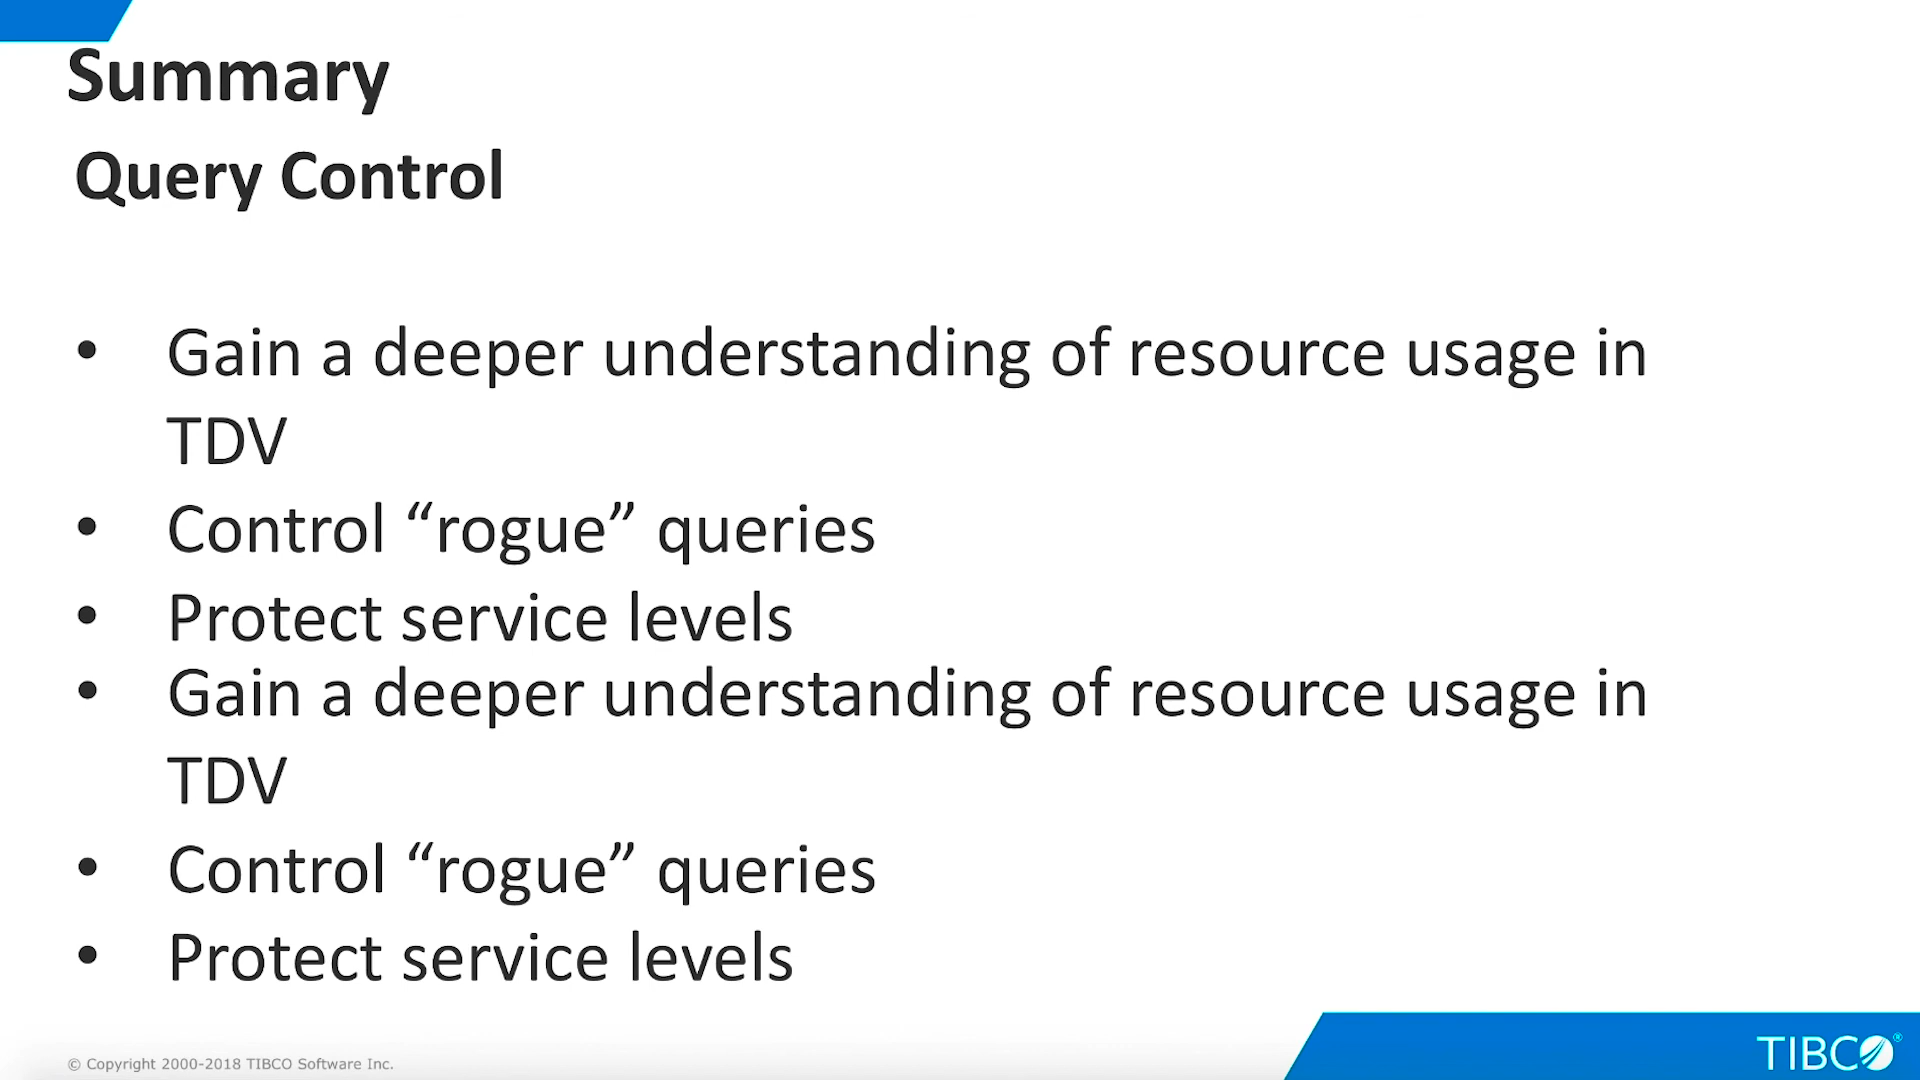 Summary
Query Control
• Gain a deeper understanding of resource usage in
TDV
• Control “rogue” queries
• Protect service levels
• Gain a deeper understanding of resource usage in
TDV
• Control “rogue” queries
• Protect service levels
© Copyright 2000-2018 TIBCO Software Inc.
TIBCO®